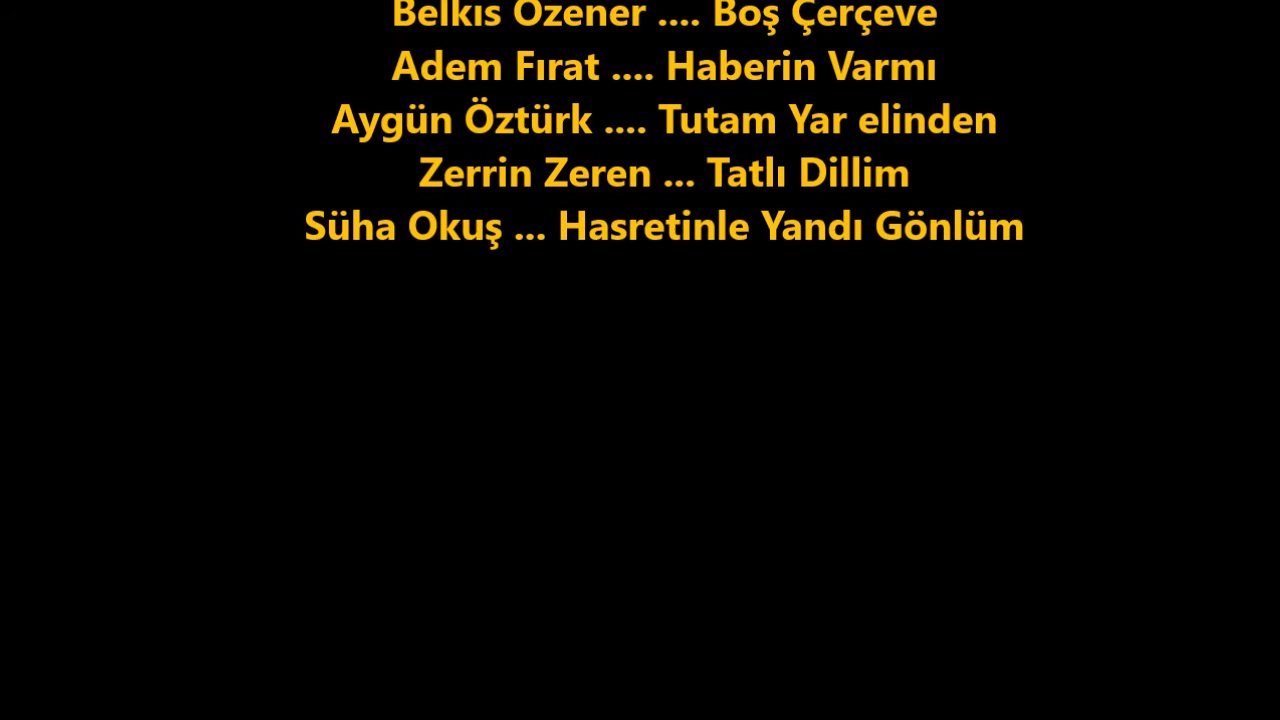 Belkıs Özener .... Boş Çerçeve
Adem Fırat .... Haberin Varmı
Aygün Öztürk .... Tutam Yar elinden
Zerrin Zeren ... Tatlı Dillim
Süha Okuş ... Hasretinle Yandı Gönlüm